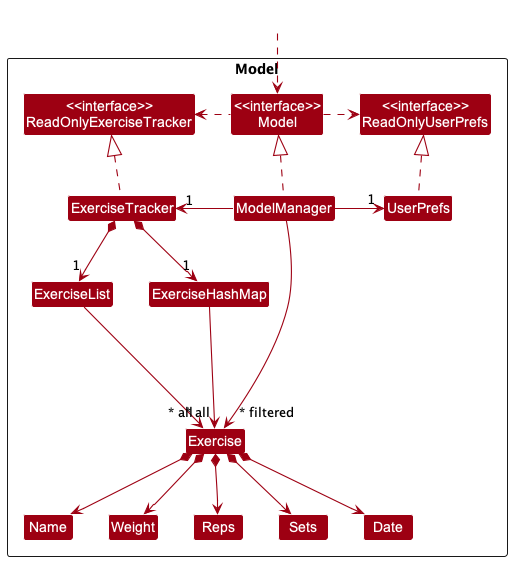 Model
<<interface>>
ReadOnlyExerciseTracker
<<interface>>
Model
<<interface>>
ReadOnlyUserPrefs
ExerciseTracker
1
ModelManager
1
UserPrefs
1
1
ExerciseList
ExerciseHashMap
* all
* all
* filtered
Exercise
Name
Weight
Reps
Sets
Date